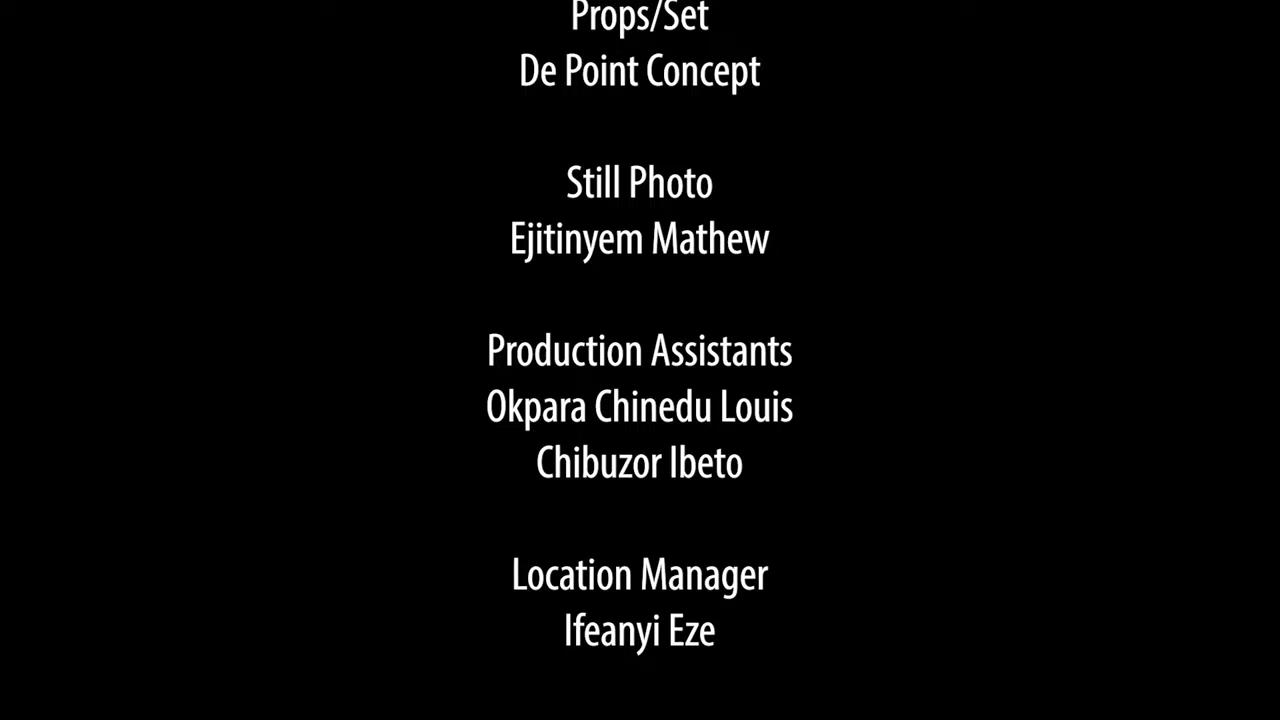 Props/Set
De Point Concept
Still Photo
Ejitinyem Mathew
Production Assistants
Okpara Chinedu Louis
Chibuzor Ibeto
Location Manager
Ifeanyi Eze